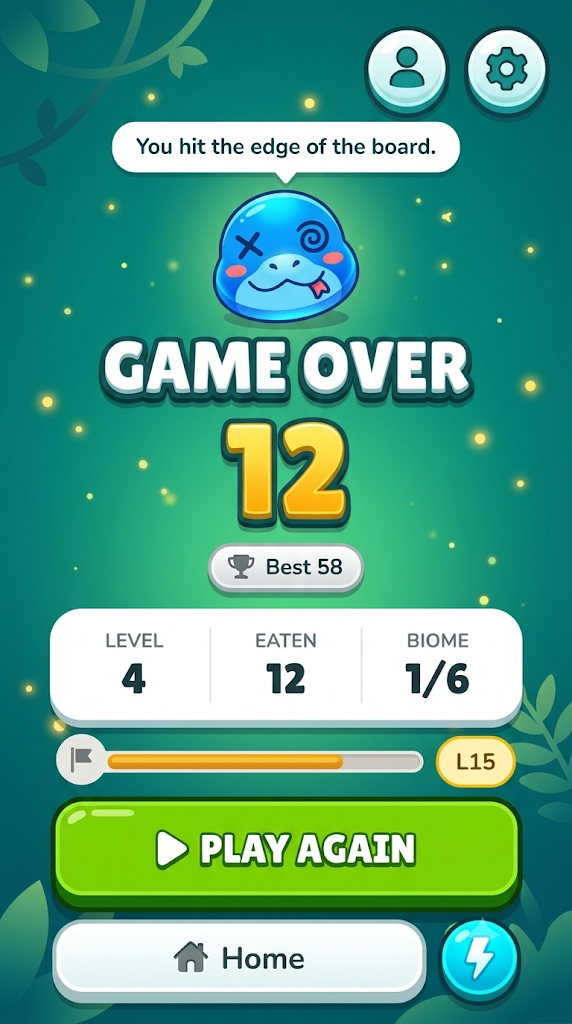 You hit the edge of the board.
GAME OVER
12
Best 58
LEVEL EATEN BIOME
4 12 1/6
L15
PLAY AGAIN
Home